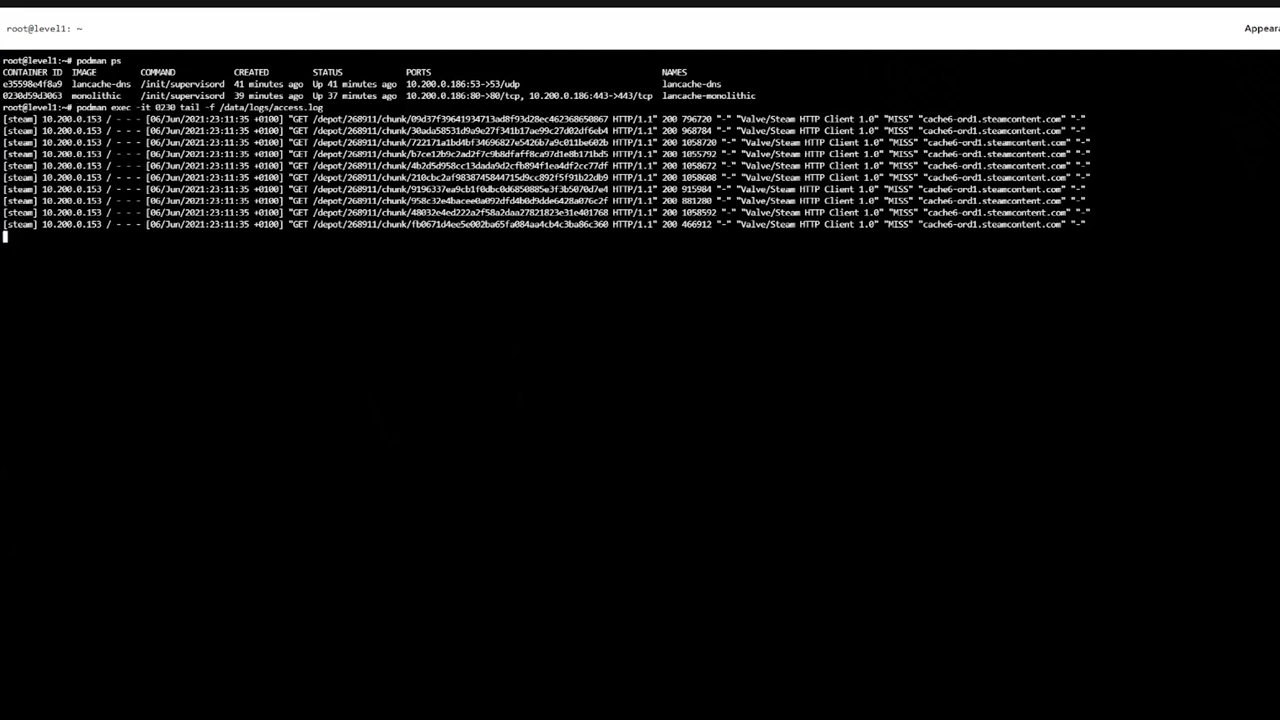 root@level1: ~
Appeara
root@level1:~# podman ps
CONTAINER ID IMAGE COMMAND CREATED STATUS PORTS NAMES
e35598e4f8a9 lancache-dns /init/supervisord 41 minutes ago Up 41 minutes ago 10.200.0.186:53->53/udp lancache-dns
0230d59d3063 monolithic /init/supervisord 39 minutes ago Up 37 minutes ago 10.200.0.186:80->80/tcp, 10.200.0.186:443->443/tcp lancache-monolithic
root@level1:~# podman exec -it 0230 tail -f /data/logs/access.log
[steam] 10.200.0.153 / - - - [06/Jun/2021:23:11:35 +0100] "GET /depot/268911/chunk/09d37f39641934713ad8f93d28ec462368650867 HTTP/1.1" 200 796720 "-" "Valve/Steam HTTP Client 1.0" "MISS" "cache6-ord1.steamcontent.com" "-"
[steam] 10.200.0.153 / - - - [06/Jun/2021:23:11:35 +0100] "GET /depot/268911/chunk/30ada58531d9a9e27f341b17ae99c27d02df6eb4 HTTP/1.1" 200 968784 "-" "Valve/Steam HTTP Client 1.0" "MISS" "cache6-ord1.steamcontent.com" "-"
[steam] 10.200.0.153 / - - - [06/Jun/2021:23:11:35 +0100] "GET /depot/268911/chunk/722171a1bd4bf34696827e5426b7a9c011be602b HTTP/1.1" 200 1058720 "-" "Valve/Steam HTTP Client 1.0" "MISS" "cache6-ord1.steamcontent.com" "-"
[steam] 10.200.0.153 / - - - [06/Jun/2021:23:11:35 +0100] "GET /depot/268911/chunk/b7ce12b9c2ad2f7c9b8dfaff8ca97d1e8b171bd5 HTTP/1.1" 200 1055792 "-" "Valve/Steam HTTP Client 1.0" "MISS" "cache6-ord1.steamcontent.com" "-"
[steam] 10.200.0.153 / - - - [06/Jun/2021:23:11:35 +0100] "GET /depot/268911/chunk/4b2d5d958cc13dada9d2cfb894f1ea4df2cc77df HTTP/1.1" 200 1058672 "-" "Valve/Steam HTTP Client 1.0" "MISS" "cache6-ord1.steamcontent.com" "-"
[steam] 10.200.0.153 / - - - [06/Jun/2021:23:11:35 +0100] "GET /depot/268911/chunk/210cbc2af9838745844715d9cc892f5f91b22db9 HTTP/1.1" 200 1058608 "-" "Valve/Steam HTTP Client 1.0" "MISS" "cache6-ord1.steamcontent.com" "-"
[steam] 10.200.0.153 / - - - [06/Jun/2021:23:11:35 +0100] "GET /depot/268911/chunk/9196337ea9cb1f0dbc0d6850885e3f3b5070d7e4 HTTP/1.1" 200 915984 "-" "Valve/Steam HTTP Client 1.0" "MISS" "cache6-ord1.steamcontent.com" "-"
[steam] 10.200.0.153 / - - - [06/Jun/2021:23:11:35 +0100] "GET /depot/268911/chunk/958c32e4bacee0a092dfd4b0d9dde6428a076c2f HTTP/1.1" 200 881280 "-" "Valve/Steam HTTP Client 1.0" "MISS" "cache6-ord1.steamcontent.com" "-"
[steam] 10.200.0.153 / - - - [06/Jun/2021:23:11:35 +0100] "GET /depot/268911/chunk/48032e4ed222a2f58a2daa27821823e31e401768 HTTP/1.1" 200 1058592 "-" "Valve/Steam HTTP Client 1.0" "MISS" "cache6-ord1.steamcontent.com" "-"
[steam] 10.200.0.153 / - - - [06/Jun/2021:23:11:35 +0100] "GET /depot/268911/chunk/fb0671d4ee5e002ba65fa084aa4cb4c3ba86c360 HTTP/1.1" 200 466912 "-" "Valve/Steam HTTP Client 1.0" "MISS" "cache6-ord1.steamcontent.com" "-"